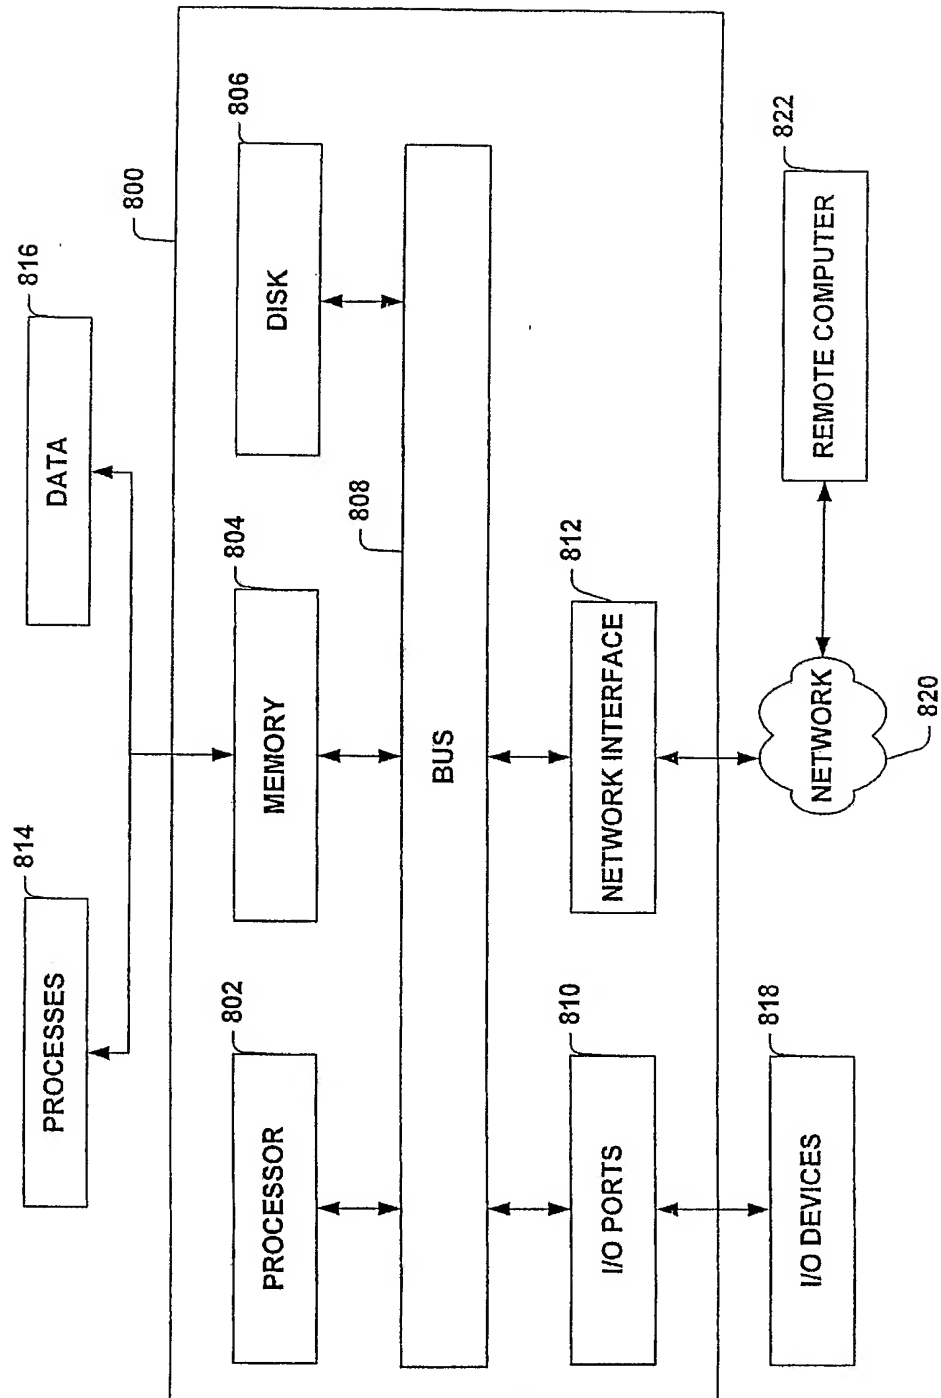 PROCESSES
814
DATA
816
800
PROCESSOR
802
MEMORY
804
DISK
806
808
BUS
I/O PORTS
810
NETWORK INTERFACE
812
I/O DEVICES
818
NETWORK
820
REMOTE COMPUTER
822